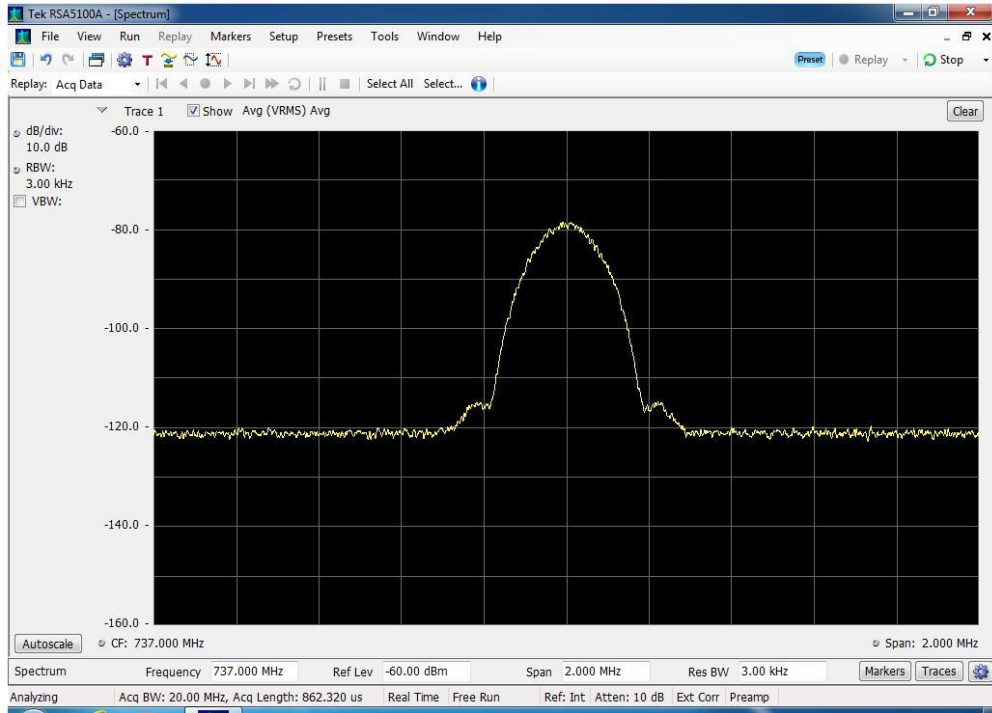 Tek RSA5100A - [Spectrum]
File View Run Replay Markers Setup Presets Tools Window Help
T
Preset Replay Stop
Replay: Acq Data Select All Select...
Trace 1 Show Avg (VRMS) Avg Clear
dB/div:
10.0 dB
RBW:
3.00 kHz
VBW:
-60.0
-80.0
-100.0
-120.0
-140.0
-160.0
Autoscale CF: 737.000 MHz Span: 2.000 MHz
Spectrum Frequency 737.000 MHz Ref Lev -60.00 dBm Span 2.000 MHz Res BW 3.00 kHz Markers Traces
Analyzing Acq BW: 20.00 MHz, Acq Length: 862.320 us Real Time Free Run Ref: Int Atten: 10 dB Ext Corr Preamp